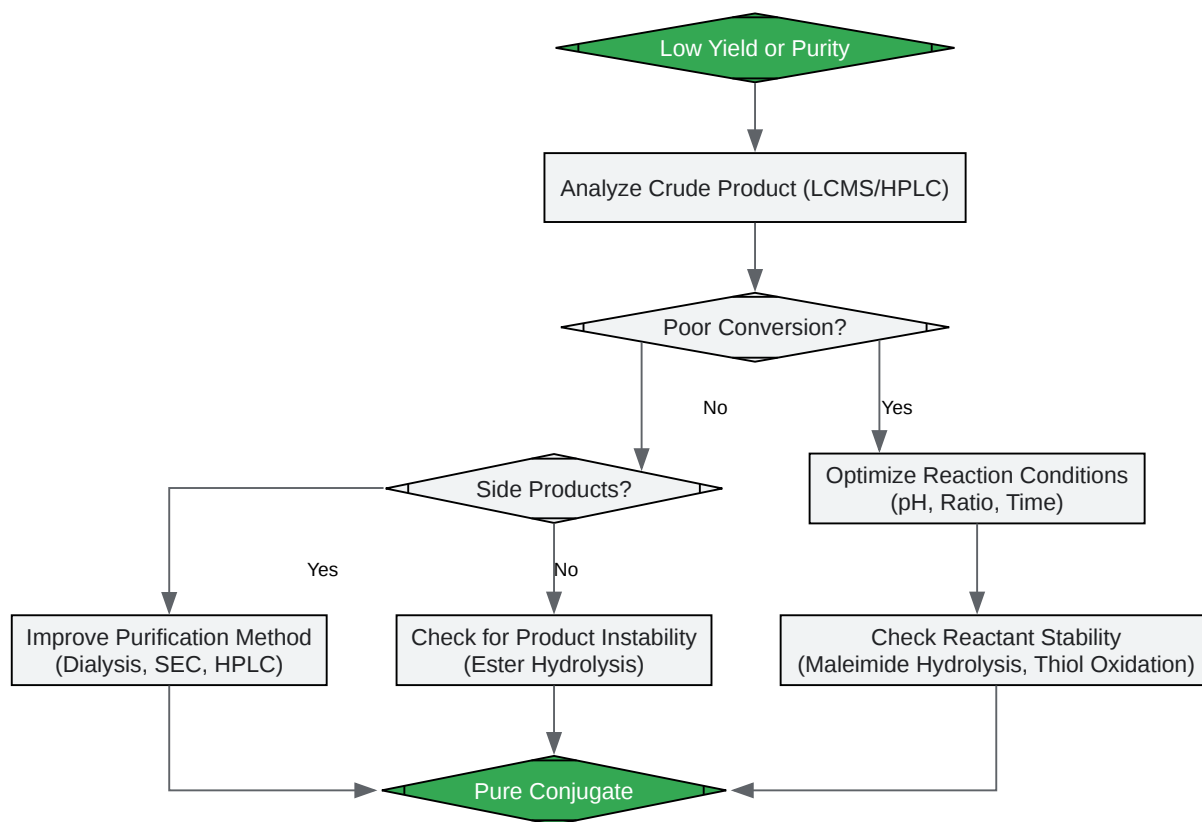 Low Yield or Purity
Analyze Crude Product (LCMS/HPLC)
Poor Conversion?
No
Yes
Side Products?
Optimize Reaction Conditions
(pH, Ratio, Time)
Yes
No
Improve Purification Method
(Dialysis, SEC, HPLC)
Check for Product Instability
(Ester Hydrolysis)
Check Reactant Stability
(Maleimide Hydrolysis, Thiol Oxidation)
Pure Conjugate